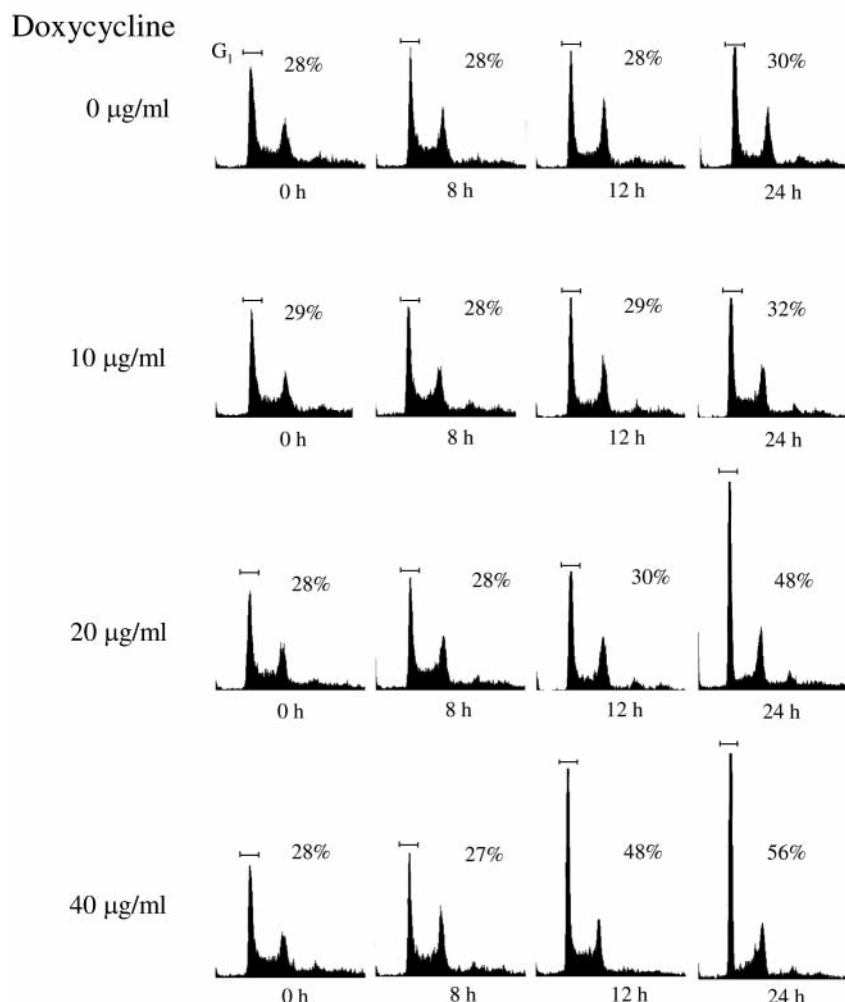 Doxycycline
G1 28% 28% 28% 30%
0 μg/ml
0 h 8 h 12 h 24 h
29% 28% 29% 32%
10 μg/ml
0 h 8 h 12 h 24 h
28% 28% 30% 48%
20 μg/ml
0 h 8 h 12 h 24 h
28% 27% 48% 56%
40 μg/ml
0 h 8 h 12 h 24 h